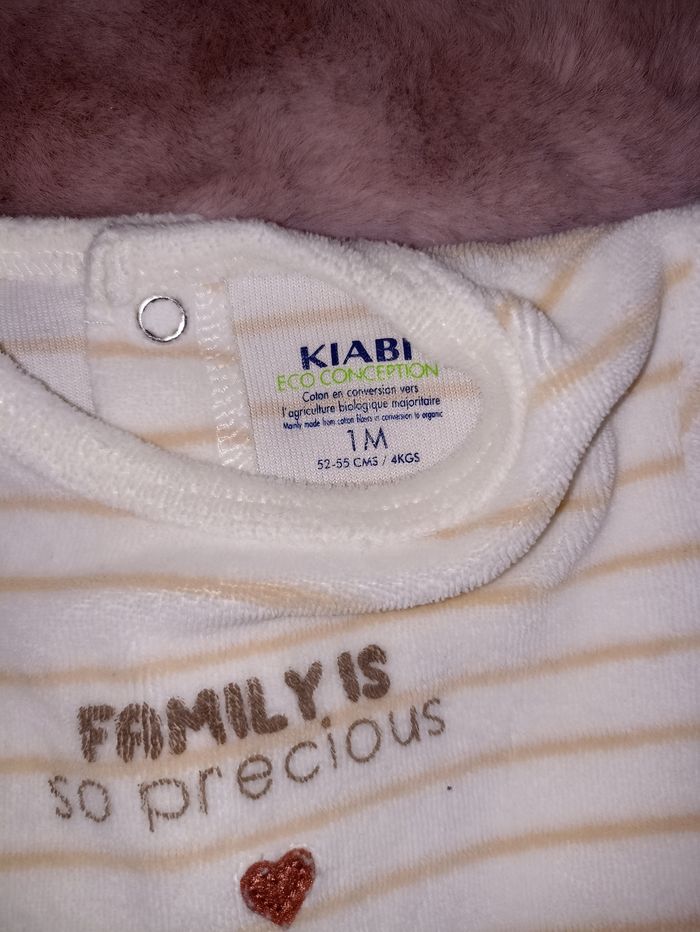 KIABI
ECO CONCEPTION
Coton en conversion vers
l'agriculture biologique majoritaire
Mainly made from cotton fibers in conversion to organic
1M
52-55 CMS / 4KGS
FAMILY IS
so precious